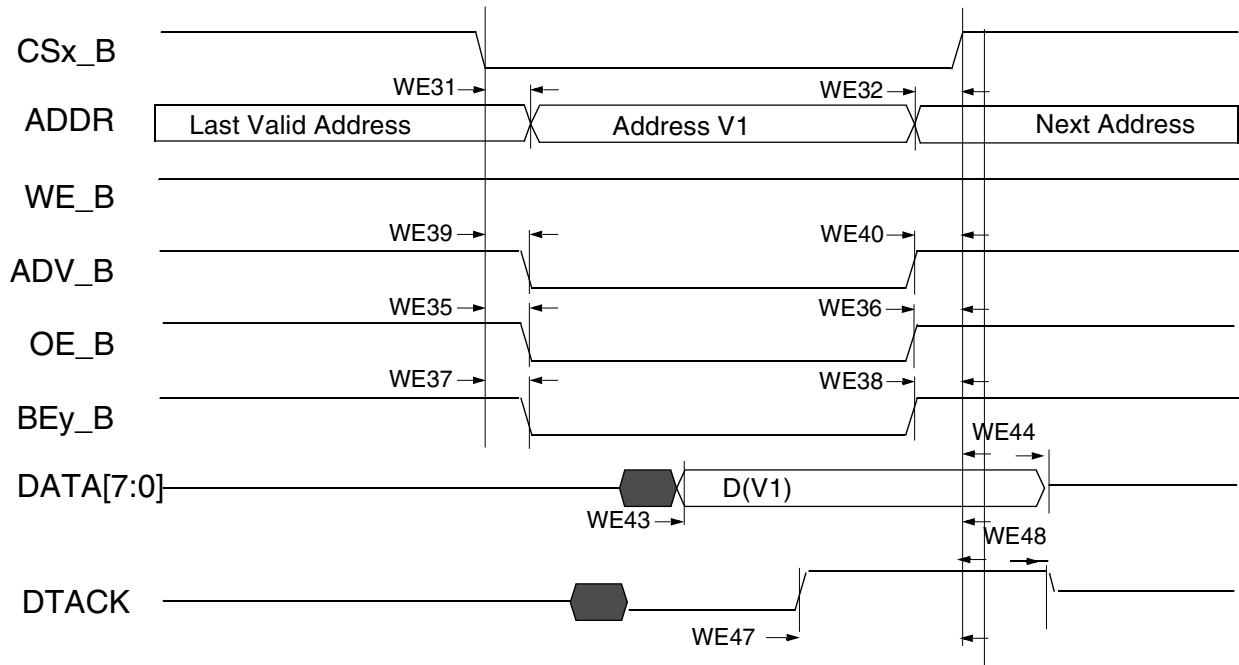 CSx_B
WE31
WE32
ADDR
Last Valid Address
Address V1
Next Address
WE_B
WE39
WE40
ADV_B
WE35
WE36
OE_B
WE37
WE38
BEy_B
WE44
DATA[7:0]
D(V1)
WE43
WE48
DTACK
WE47